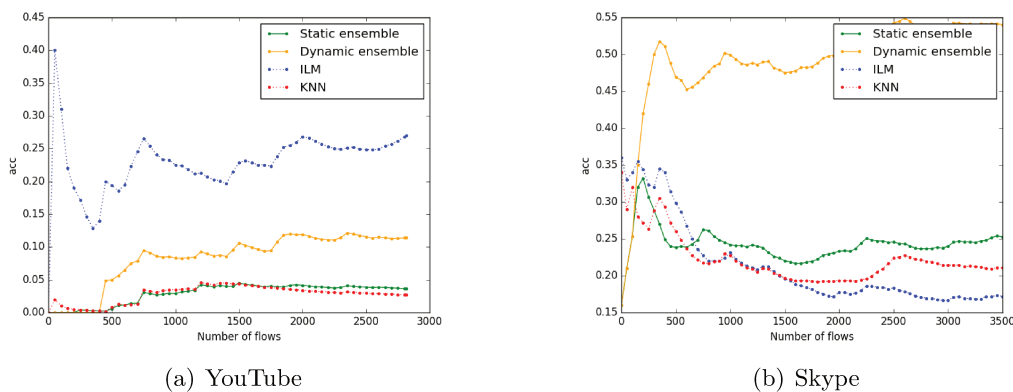 0.45
0.40
0.35
0.30
0.25
0.20
0.15
0.10
0.05
0.00
acc
0 500 1000 1500 2000 2500 3000
Number of flows
Static ensemble
Dynamic ensemble
ILM
KNN
(a) YouTube
0.55
0.50
0.45
0.40
0.35
0.30
0.25
0.20
0.15
acc
0 500 1000 1500 2000 2500 3000 3500
Number of flows
Static ensemble
Dynamic ensemble
ILM
KNN
(b) Skype